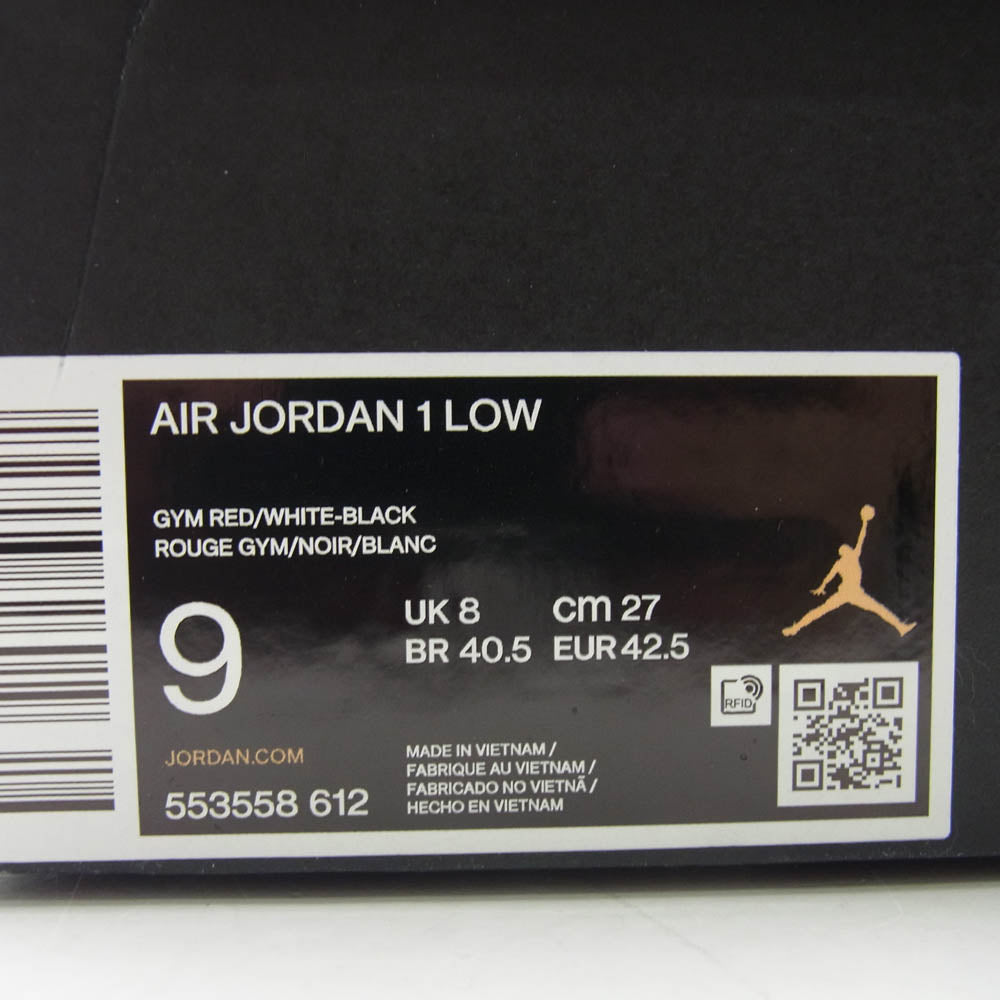 AIR JORDAN 1 LOW
GYM RED/WHITE-BLACK
ROUGE GYM/NOIR/BLANC
9
UK 8 cm 27
BR 40.5 EUR 42.5
RFID
JORDAN.COM
553558 612
MADE IN VIETNAM /
FABRIQUE AU VIETNAM /
FABRICADO NO VIETNÃ /
HECHO EN VIETNAM